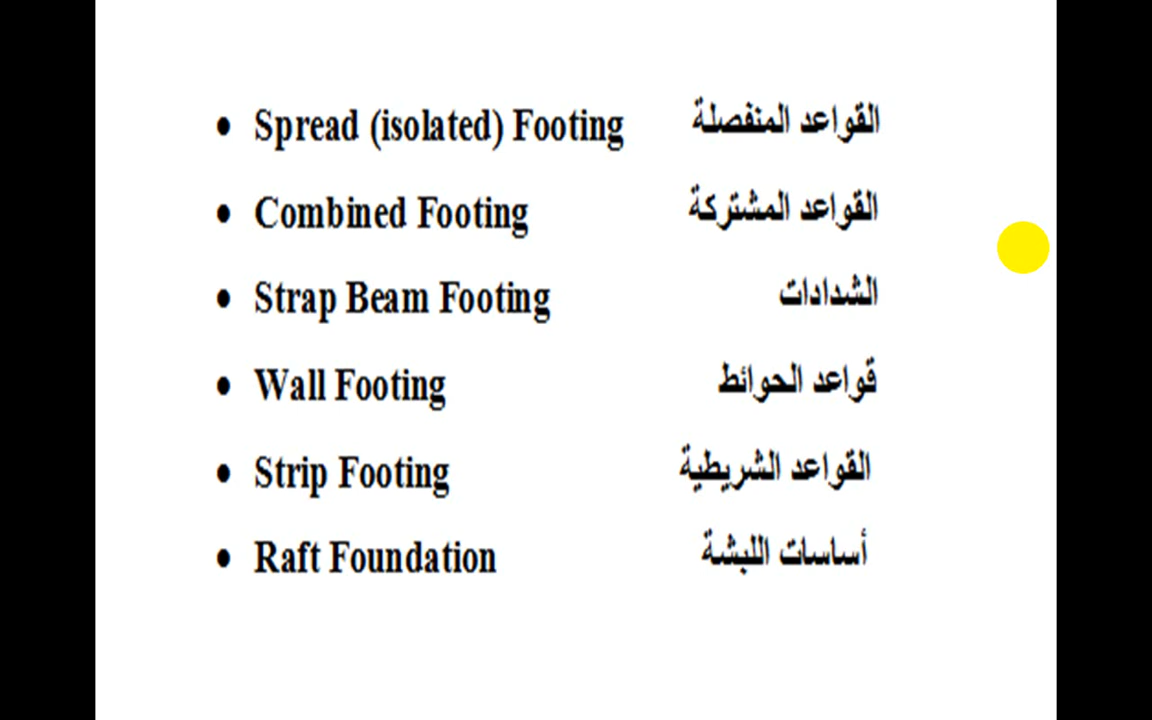 • Spread (isolated) Footing القواعد المنفصلة
• Combined Footing القواعد المشتركة
• Strap Beam Footing الشدادات
• Wall Footing قواعد الحوائط
• Strip Footing القواعد الشريطية
• Raft Foundation أساسات اللبشة